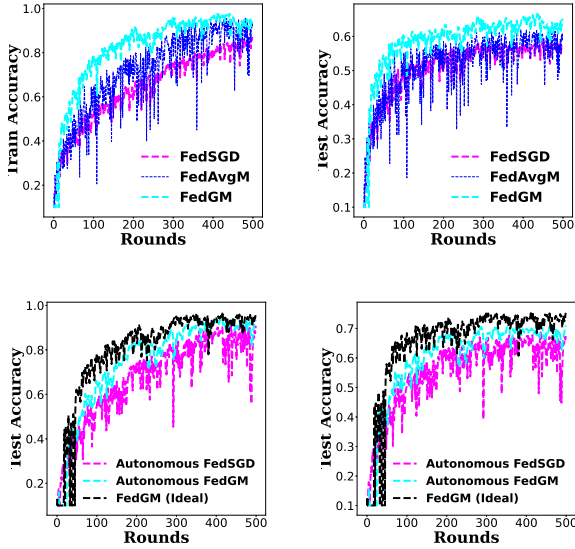 Train Accuracy
1.0
0.8
0.6
0.4
0.2
FedSGD
FedAvgM
FedGM
0 100 200 300 400 500
Rounds
Test Accuracy
0.6
0.5
0.4
0.3
0.2
0.1
FedSGD
FedAvgM
FedGM
0 100 200 300 400 500
Rounds
Test Accuracy
1.0
0.8
0.6
0.4
0.2
Autonomous FedSGD
Autonomous FedGM
FedGM (Ideal)
0 100 200 300 400 500
Rounds
Test Accuracy
0.7
0.6
0.5
0.4
0.3
0.2
0.1
Autonomous FedSGD
Autonomous FedGM
FedGM (Ideal)
0 100 200 300 400 500
Rounds